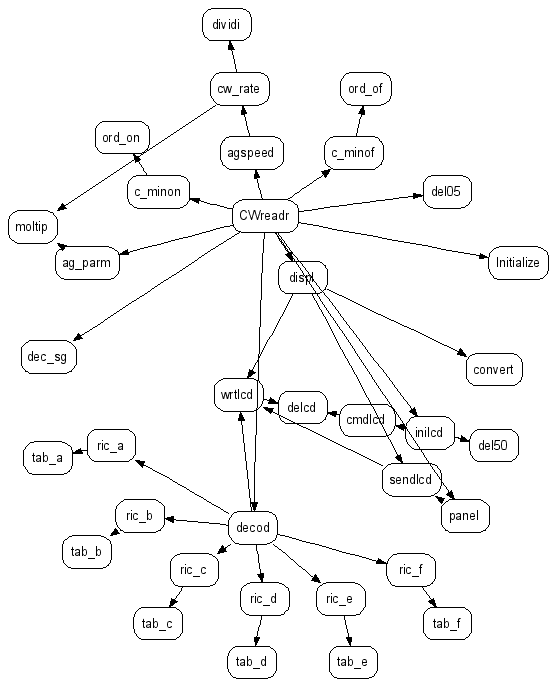 dividi
cw_rate
ord_of
ord_on
agspeed
c_minof
c_minon
del05
CWreadr
moltip
ag_parm
Initialize
displ
dec_sg
convert
wrtlcd
delcd
cmdlcd
inilcd
del50
ric_a
tab_a
sendlcd
panel
ric_b
decod
tab_b
ric_c
ric_f
ric_d
ric_e
tab_c
tab_f
tab_d
tab_e